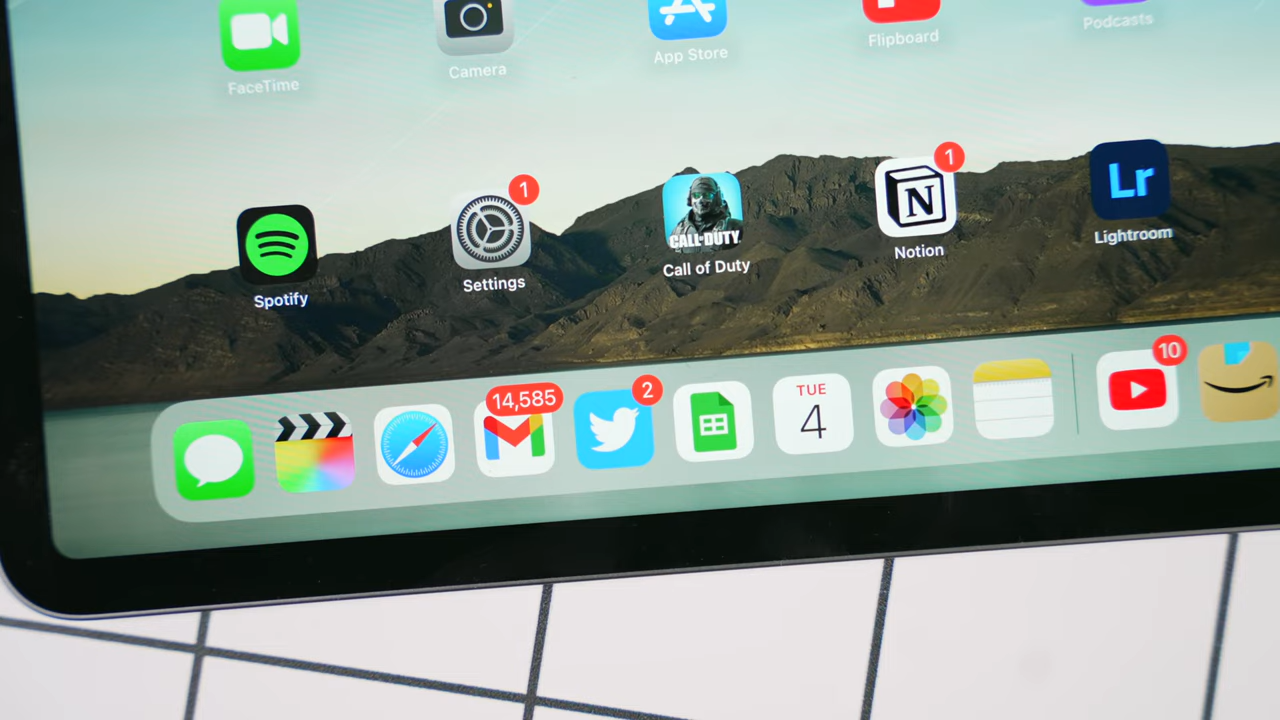 FaceTime
Camera
App Store
Flipboard
Podcasts
Spotify
1
Settings
CALL OF DUTY
Call of Duty
1
N
Notion
Lr
Lightroom
14,585
2
TUE
4
10